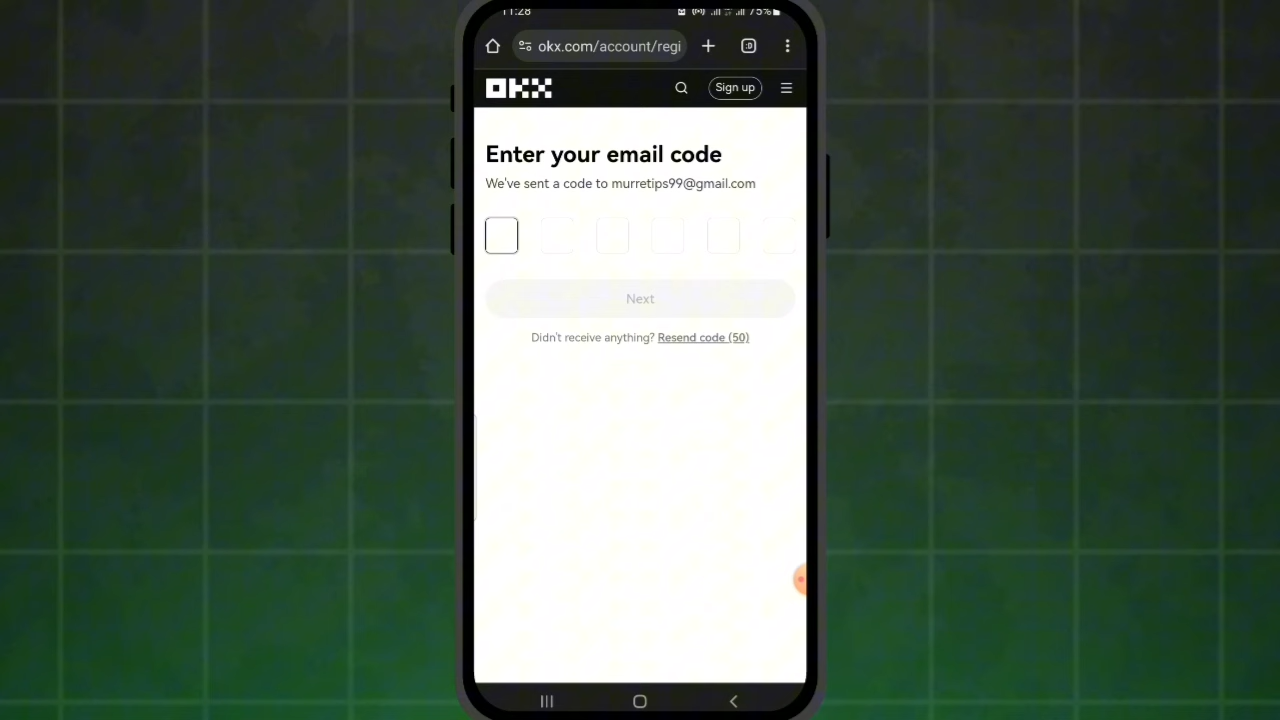 11:28
75%
okx.com/account/regi
:D
OKX
Sign up
Enter your email code
We've sent a code to murretips99@gmail.com
Next
Didn't receive anything? Resend code (50)